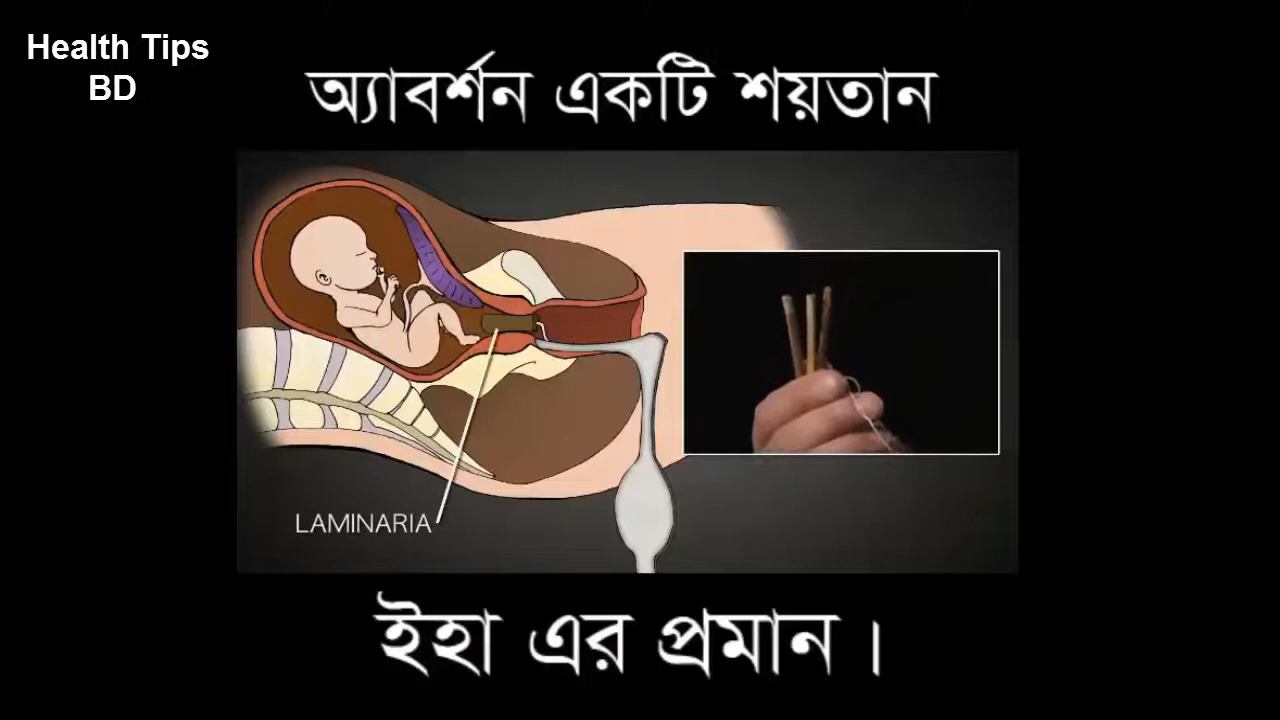 Health Tips
BD
অ্যাবর্শন একটি শয়তান
LAMINARIA
ইহা এর প্রমান।